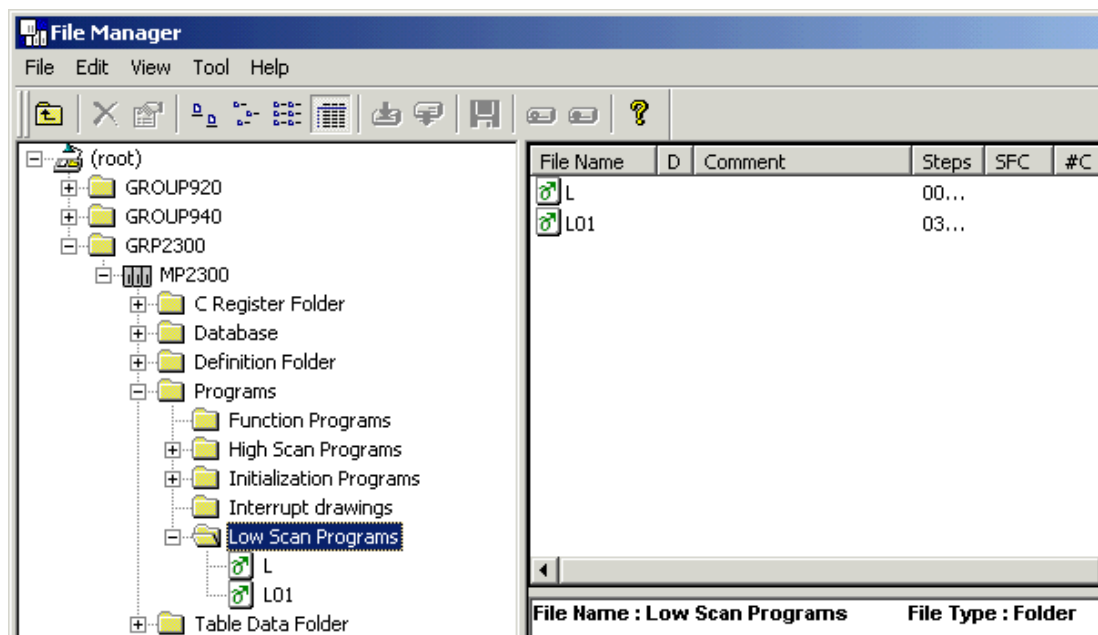 File Manager
File Edit View Tool Help
(root)
GROUP920
GROUP940
GRP2300
MP2300
C Register Folder
Database
Definition Folder
Programs
Function Programs
High Scan Programs
Initialization Programs
Interrupt drawings
Low Scan Programs
L
L01
Table Data Folder
File Name D Comment Steps SFC #C
L 00...
L01 03...
File Name : Low Scan Programs File Type : Folder